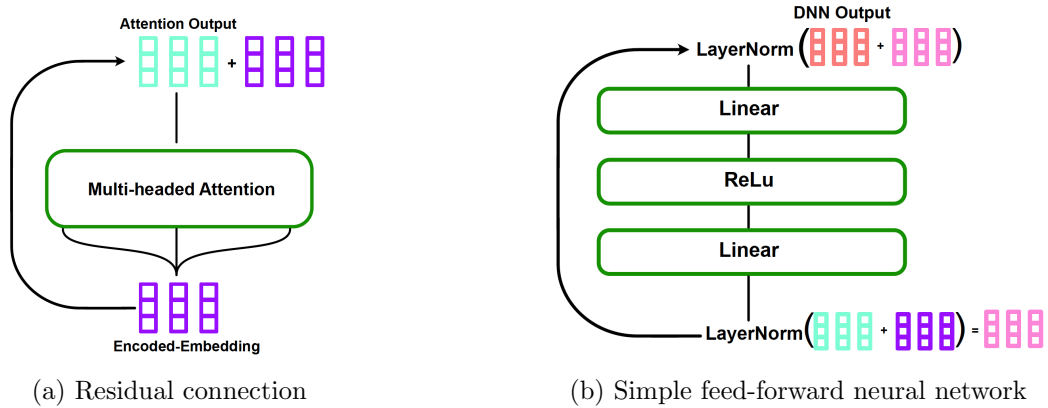 Attention Output
+
Multi-headed Attention
Encoded-Embedding
(a) Residual connection
DNN Output
LayerNorm( + )
Linear
ReLu
Linear
LayerNorm( + ) =
(b) Simple feed-forward neural network